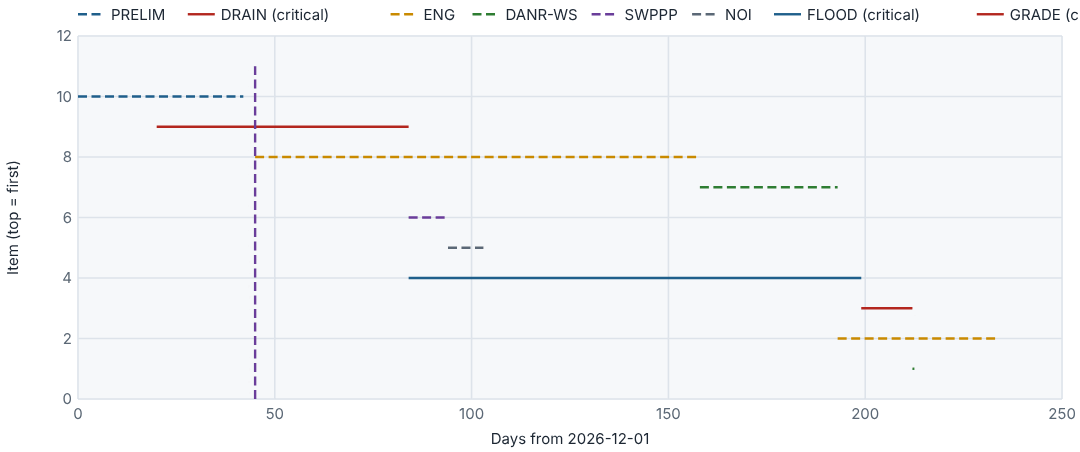 PRELIM DRAIN (critical) ENG DANR-WS SWPPP NOI FLOOD (critical) GRADE (c
12
10
8
6
4
2
0
0 50 100 150 200 250
Item (top = first)
Days from 2026-12-01